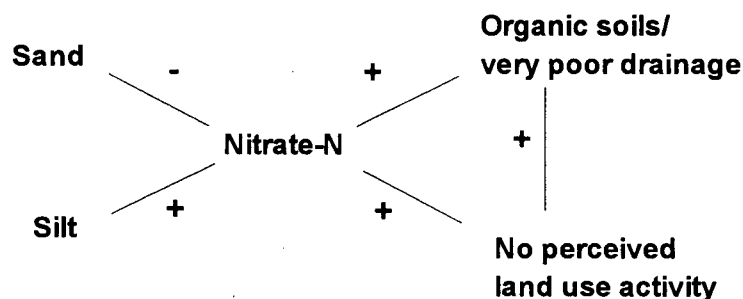 Organic soils/
very poor drainage
Sand
-
+
Nitrate-N
+
Silt
+
+
No perceived
land use activity